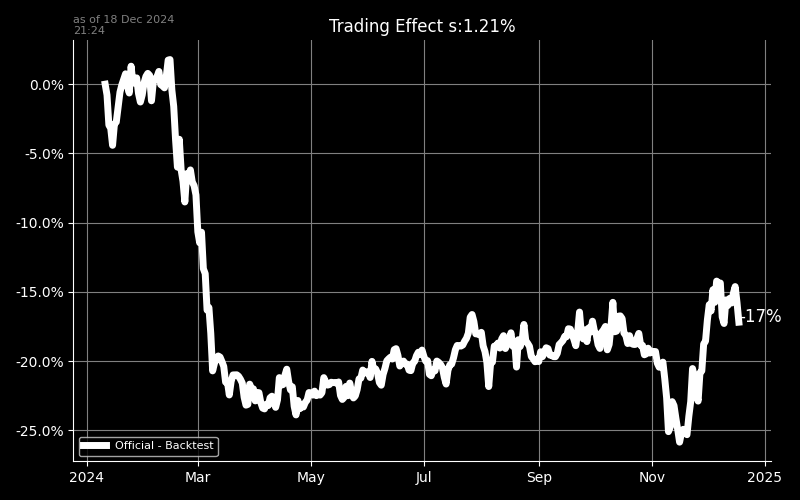 as of 18 Dec 2024
21:24
Trading Effect s:1.21%
0.0%
-5.0%
-10.0%
-15.0%
-17%
-20.0%
-25.0%
Official - Backtest
2024 Mar May Jul Sep Nov 2025